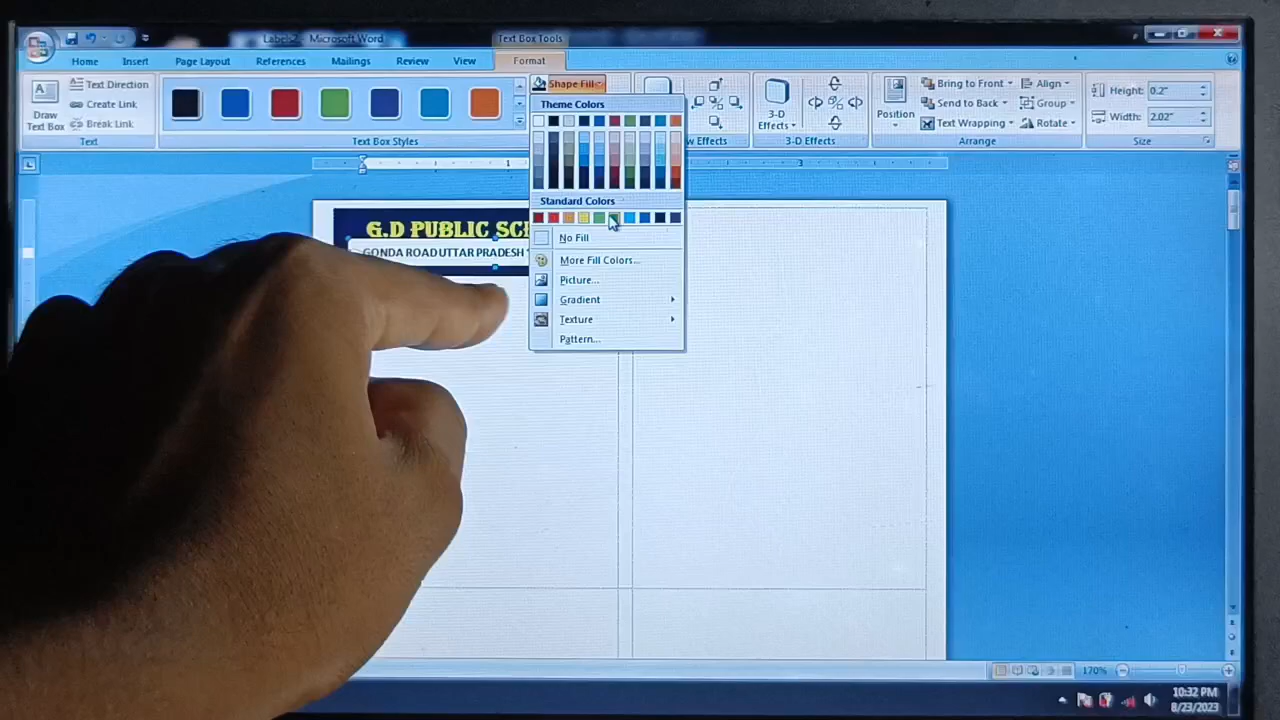 Labels2 - Microsoft Word
Text Box Tools
Home
Insert
Page Layout
References
Mailings
Review
View
Format
Draw
Text Box
Text Direction
Create Link
Break Link
Text
Text Box Styles
Shape Fill
Theme Colors
Standard Colors
No Fill
More Fill Colors...
Picture...
Gradient
Texture
Pattern...
Effects
3-D
Effects
3-D Effects
Position
Bring to Front
Send to Back
Text Wrapping
Align
Group
Rotate
Arrange
Height:
0.2"
Width:
2.02"
Size
1
3
G.D PUBLIC SC
GONDA ROAD UTTAR PRADESH
170%
10:32 PM
8/23/2023